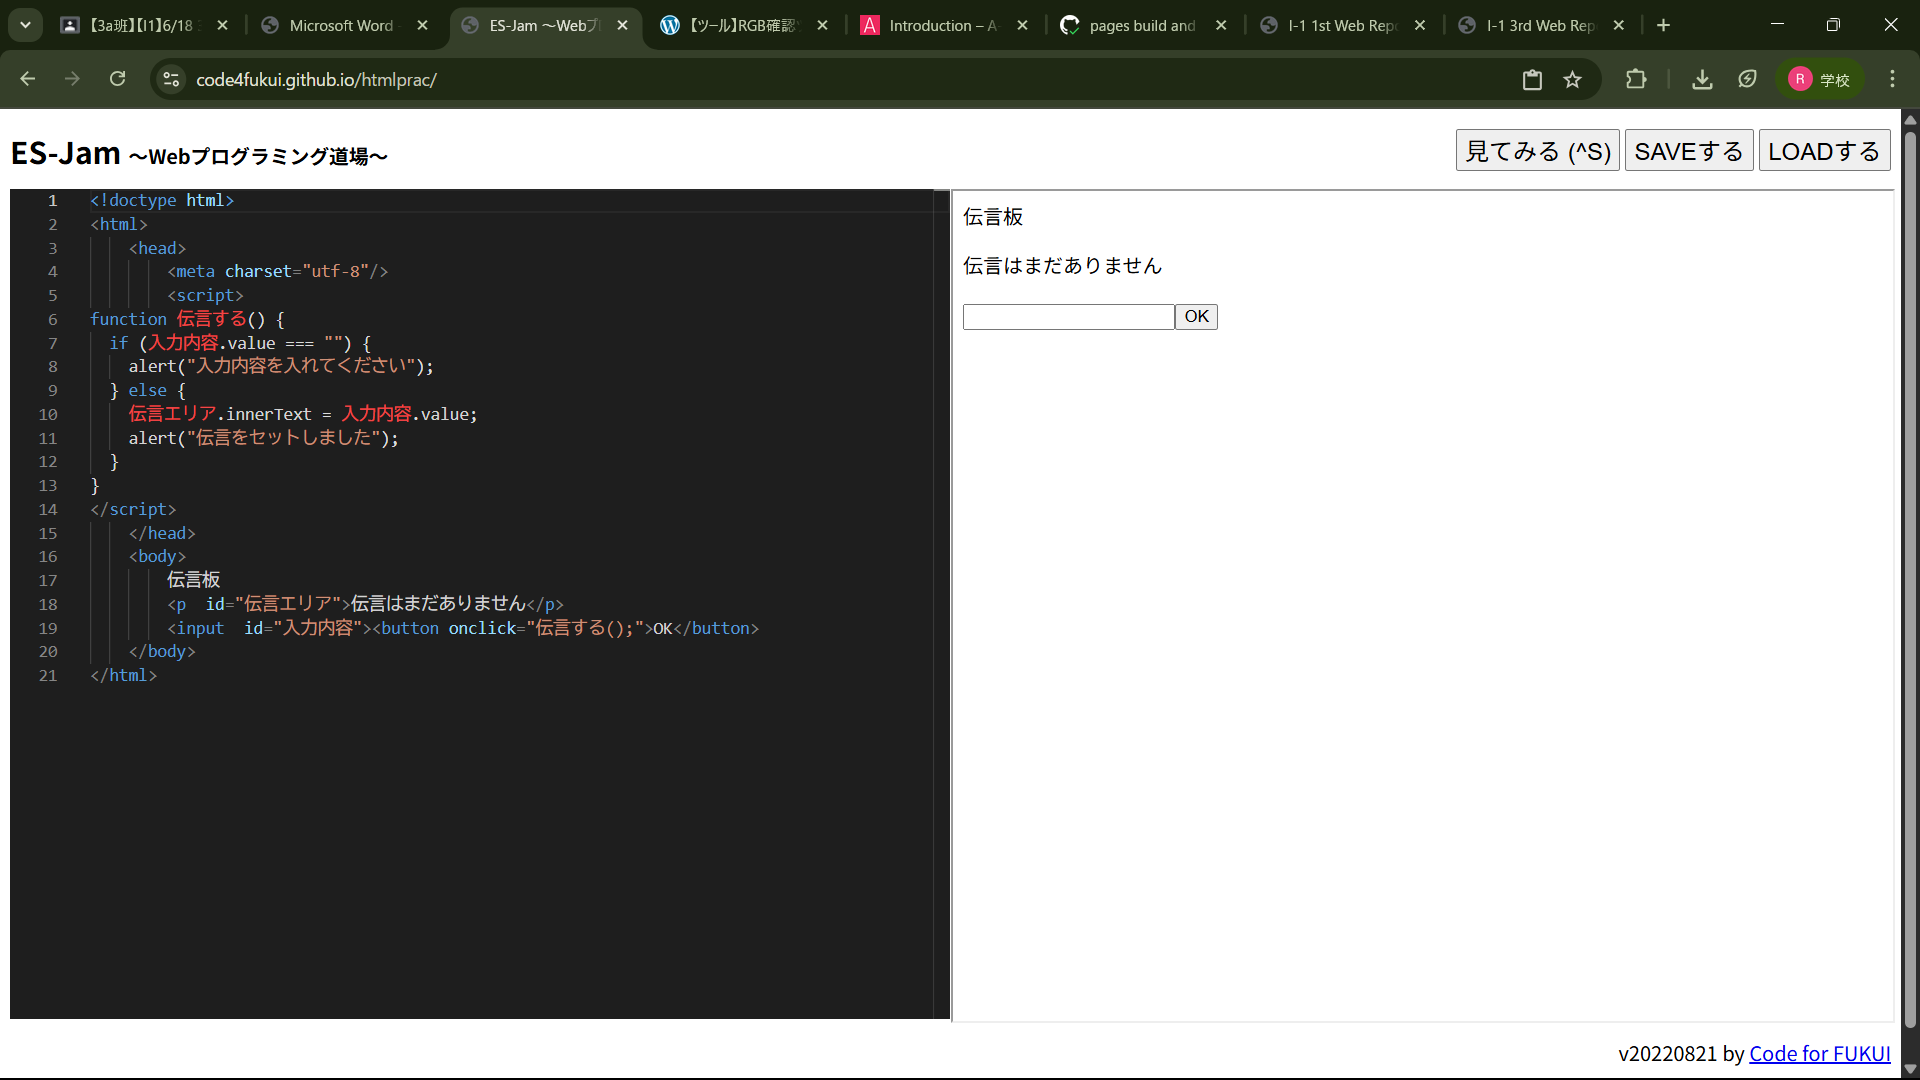 【3a班】【I1】6/18
Microsoft Word
ES-Jam ～Webプ
【ツール】RGB確認
Introduction – A-
pages build and
I-1 1st Web Rep
I-1 3rd Web Rep
code4fukui.github.io/htmlprac/
R 学校
ES-Jam ～Webプログラミング道場～
見てみる (^S) SAVEする LOADする
1 <!doctype html>
2 <html>
3 <head>
4 <meta charset="utf-8"/>
5 <script>
6 function 伝言する() {
7 if (入力内容.value === "") {
8 alert("入力内容を入れてください");
9 } else {
10 伝言エリア.innerText = 入力内容.value;
11 alert("伝言をセットしました");
12 }
13 }
14 </script>
15 </head>
16 <body>
17 伝言板
18 <p  id="伝言エリア">伝言はまだありません</p>
19 <input  id="入力内容"><button onclick="伝言する();">OK</button>
20 </body>
21 </html>
伝言板
伝言はまだありません
OK
v20220821 by Code for FUKUI